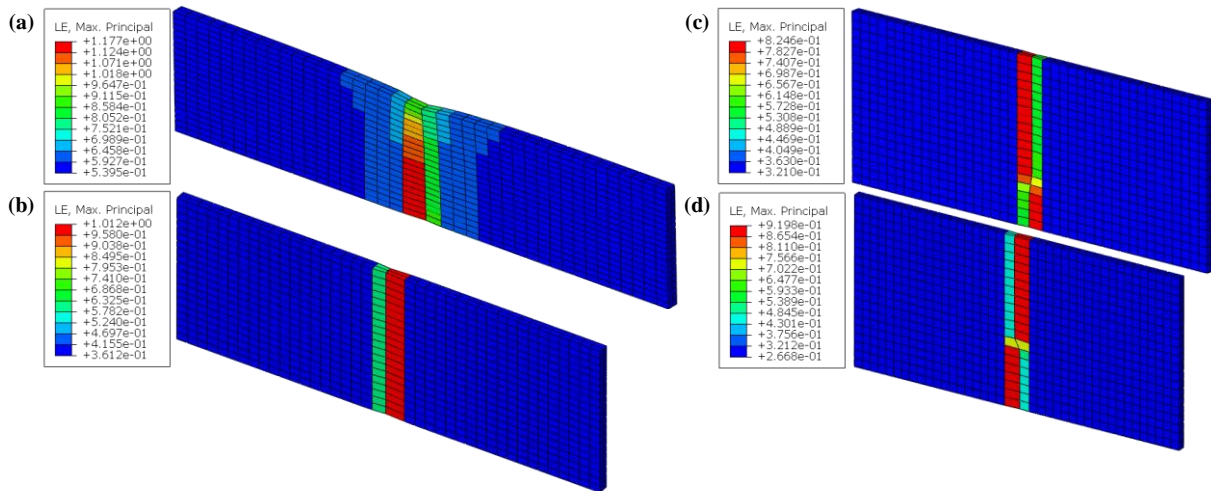 (a)
LE, Max. Principal
+1.177e+00
+1.124e+00
+1.071e+00
+1.018e+00
+9.647e-01
+9.115e-01
+8.584e-01
+8.052e-01
+7.521e-01
+6.989e-01
+6.458e-01
+5.927e-01
+5.395e-01
(b)
LE, Max. Principal
+1.012e+00
+9.580e-01
+9.038e-01
+8.495e-01
+7.953e-01
+7.410e-01
+6.868e-01
+6.325e-01
+5.782e-01
+5.240e-01
+4.697e-01
+4.155e-01
+3.612e-01
(c)
LE, Max. Principal
+8.246e-01
+7.827e-01
+7.407e-01
+6.987e-01
+6.567e-01
+6.148e-01
+5.728e-01
+5.308e-01
+4.889e-01
+4.469e-01
+4.049e-01
+3.630e-01
+3.210e-01
(d)
LE, Max. Principal
+9.198e-01
+8.654e-01
+8.110e-01
+7.566e-01
+7.022e-01
+6.477e-01
+5.933e-01
+5.389e-01
+4.845e-01
+4.301e-01
+3.756e-01
+3.212e-01
+2.668e-01